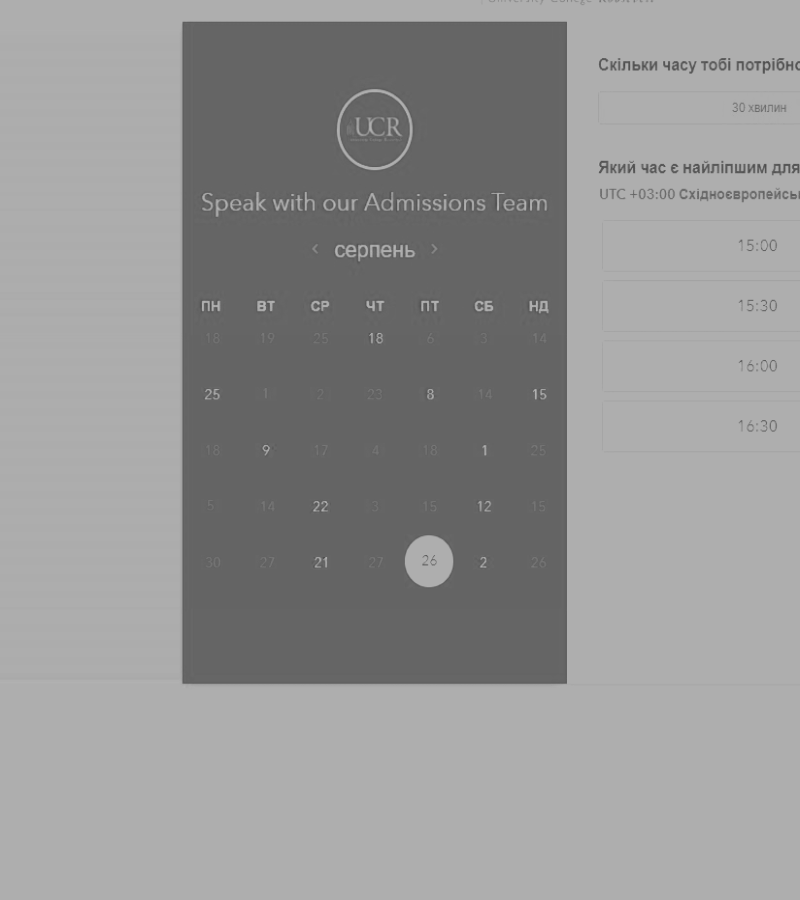 University College
UCR
Speak with our Admissions Team
< серпень >
ПН ВТ СР ЧТ ПТ СБ НД
18 19 25 18 6 3 14
25 1 2 23 8 14 15
18 9 17 4 18 1 25
5 14 22 3 15 12 15
30 27 21 27 26 2 26
Скільки часу тобі потрібно
30 хвилин
Який час є найліпшим для
UTC +03:00 Східноєвропейсь
15:00
15:30
16:00
16:30